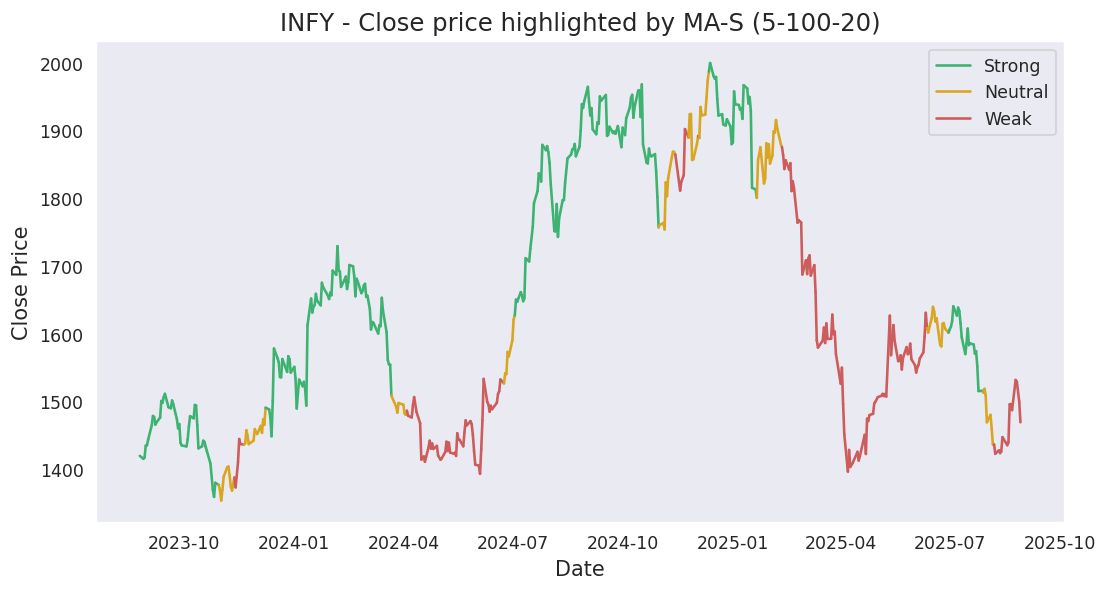 INFY - Close price highlighted by MA-S (5-100-20)
Strong
Neutral
Weak
Close Price
2000
1900
1800
1700
1600
1500
1400
2023-10 2024-01 2024-04 2024-07 2024-10 2025-01 2025-04 2025-07 2025-10
Date